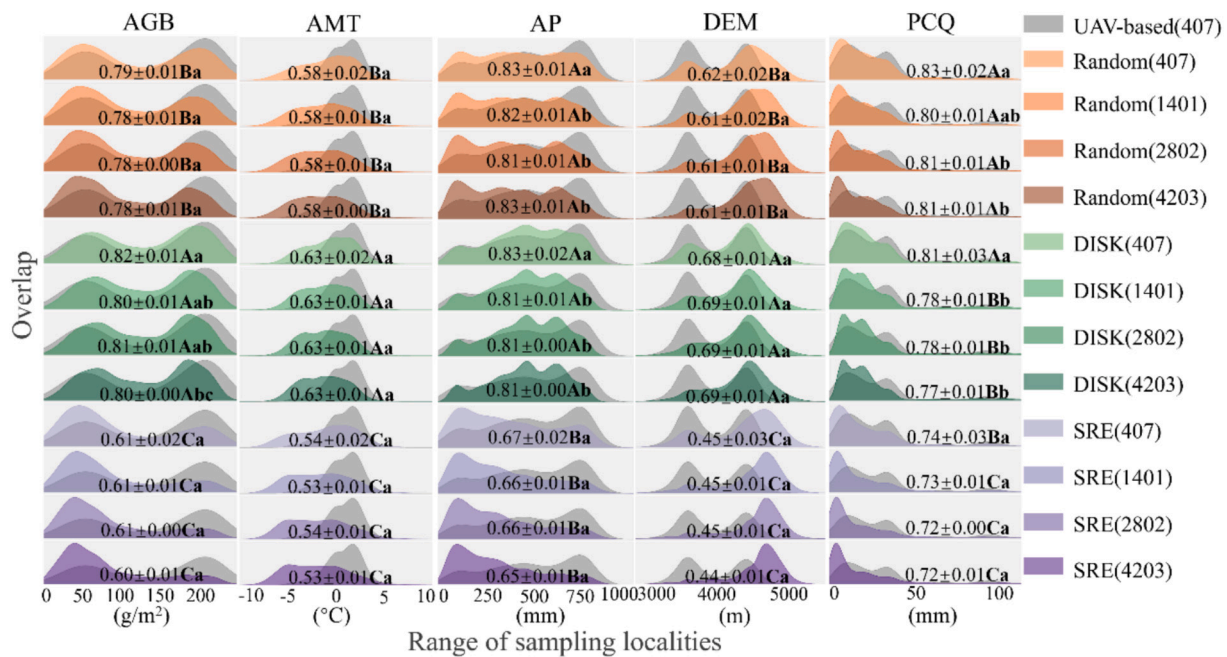 AGB AMT AP DEM PCQ
UAV-based(407)
0.79±0.01Ba 0.58±0.02Ba 0.83±0.01Aa 0.62±0.02Ba 0.83±0.02Aa
Random(407)
0.78±0.01Ba 0.58±0.01Ba 0.82±0.01Ab 0.61±0.02Ba 0.80±0.01Aab
Random(1401)
0.78±0.00Ba 0.58±0.01Ba 0.81±0.01Ab 0.61±0.01Ba 0.81±0.01Ab
Random(2802)
0.78±0.01Ba 0.58±0.00Ba 0.83±0.01Ab 0.61±0.01Ba 0.81±0.01Ab
Random(4203)
0.82±0.01Aa 0.63±0.02Aa 0.83±0.02Aa 0.68±0.01Aa 0.81±0.03Aa
DISK(407)
0.80±0.01Aab 0.63±0.01Aa 0.81±0.01Ab 0.69±0.01Aa 0.78±0.01Bb
DISK(1401)
0.81±0.01Aab 0.63±0.01Aa 0.81±0.00Ab 0.69±0.01Aa 0.78±0.01Bb
DISK(2802)
0.80±0.00Abc 0.63±0.01Aa 0.81±0.00Ab 0.69±0.01Aa 0.77±0.01Bb
DISK(4203)
0.61±0.02Ca 0.54±0.02Ca 0.67±0.02Ba 0.45±0.03Ca 0.74±0.03Ba
SRE(407)
0.61±0.01Ca 0.53±0.01Ca 0.66±0.01Ba 0.45±0.01Ca 0.73±0.01Ca
SRE(1401)
0.61±0.00Ca 0.54±0.01Ca 0.66±0.01Ba 0.45±0.01Ca 0.72±0.00Ca
SRE(2802)
0.60±0.01Ca 0.53±0.01Ca 0.65±0.01Ba 0.44±0.01Ca 0.72±0.01Ca
SRE(4203)
Overlap
0 50 100 150 200 -10 -5 0 5 10 0 250 500 750 1000 3000 4000 5000 0 50 100
(g/m²) (°C) (mm) (m) (mm)
Range of sampling localities